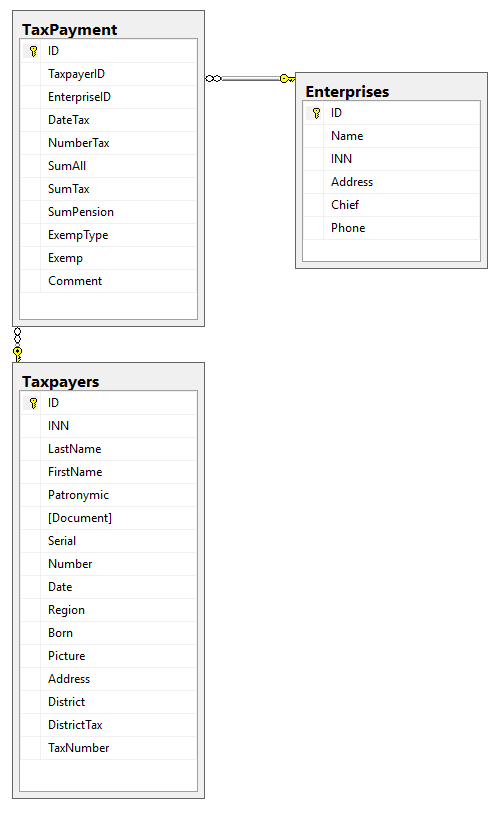 TaxPayment
ID
TaxpayerID
EnterpriseID
DateTax
NumberTax
SumAll
SumTax
SumPension
ExempType
Exemp
Comment
Enterprises
ID
Name
INN
Address
Chief
Phone
Taxpayers
ID
INN
LastName
FirstName
Patronymic
[Document]
Serial
Number
Date
Region
Born
Picture
Address
District
DistrictTax
TaxNumber